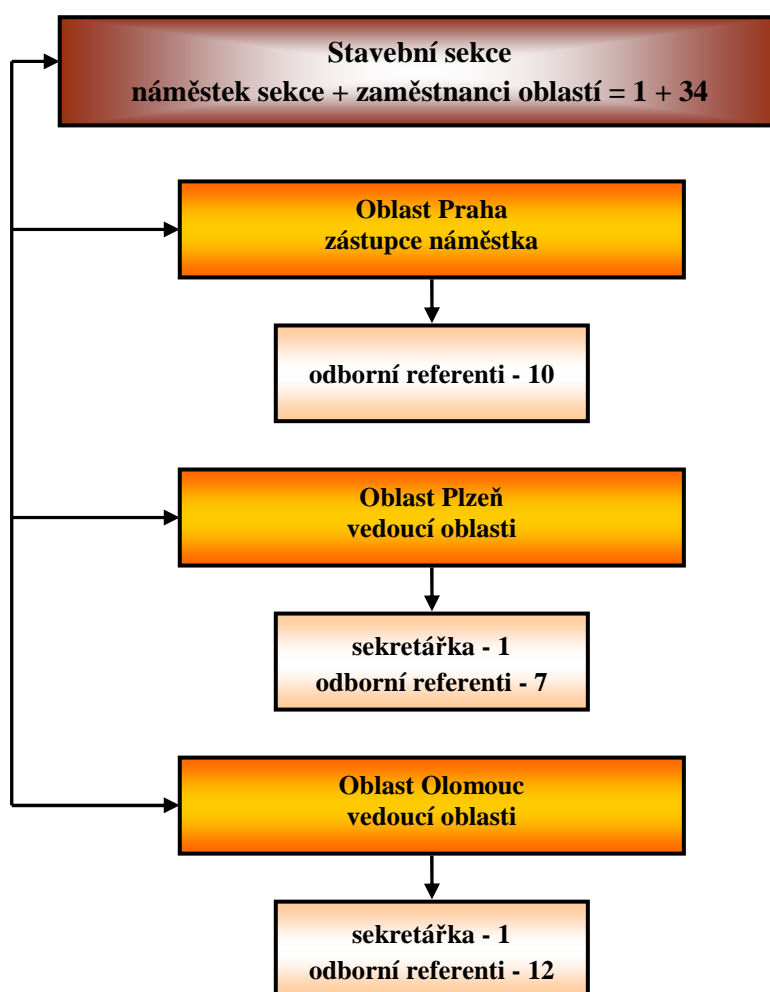 Stavební sekce
náměstek sekce + zaměstnanci oblastí = 1 + 34
Oblast Praha
zástupce náměstka
odborní referenti - 10
Oblast Plzeň
vedoucí oblasti
sekretářka - 1
odborní referenti - 7
Oblast Olomouc
vedoucí oblasti
sekretářka - 1
odborní referenti - 12